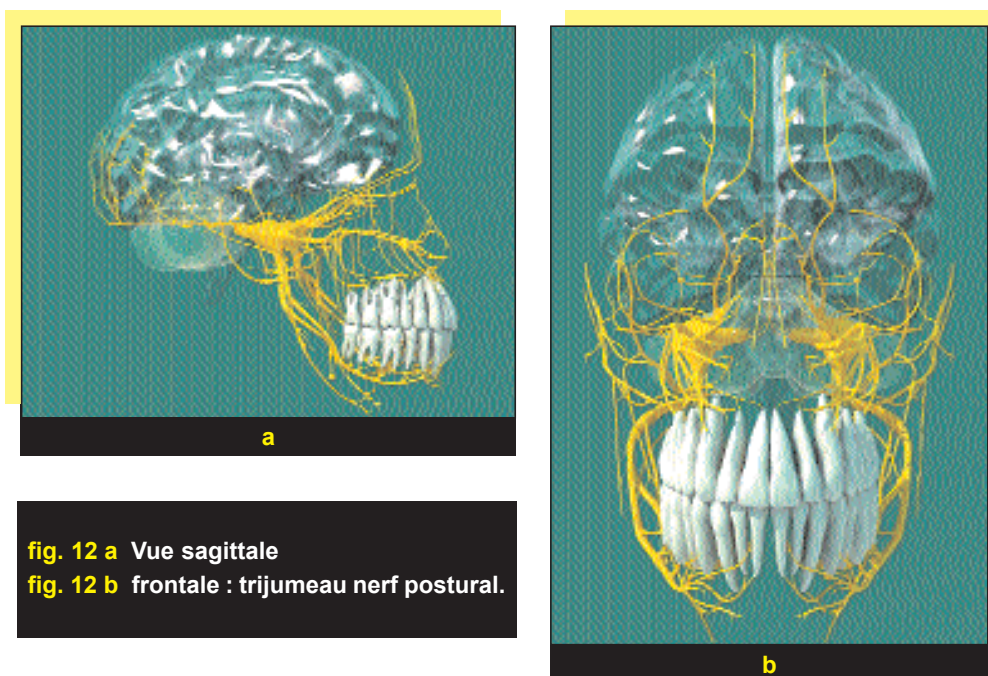 a
fig. 12 a Vue sagittale
fig. 12 b frontale : trijumeau nerf postural.
b